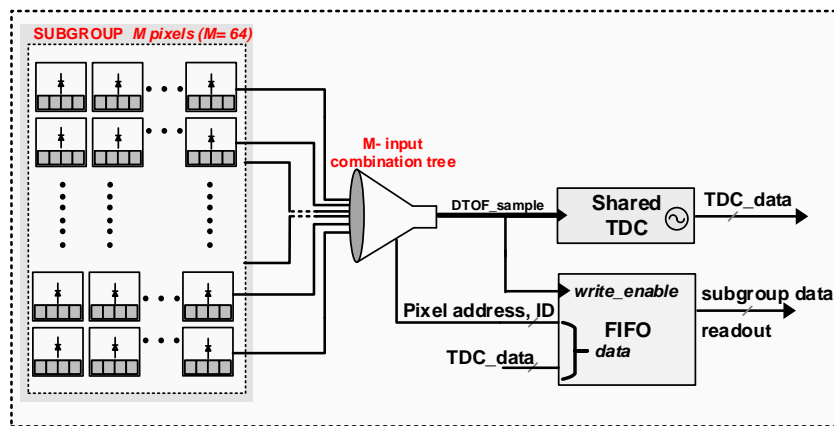 SUBGROUP M pixels (M= 64)
M- input
combination tree
DTOF_sample
Shared
TDC
TDC_data
write_enable
Pixel address, ID
FIFO
data
TDC_data
subgroup data
readout